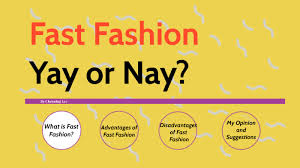 Fast Fashion
Yay or Nay?
What is Fast
Fashion?
Advantages of
Fast Fashion
Disadvantages
of Fast
Fashion
My Opinion
and
Suggestions